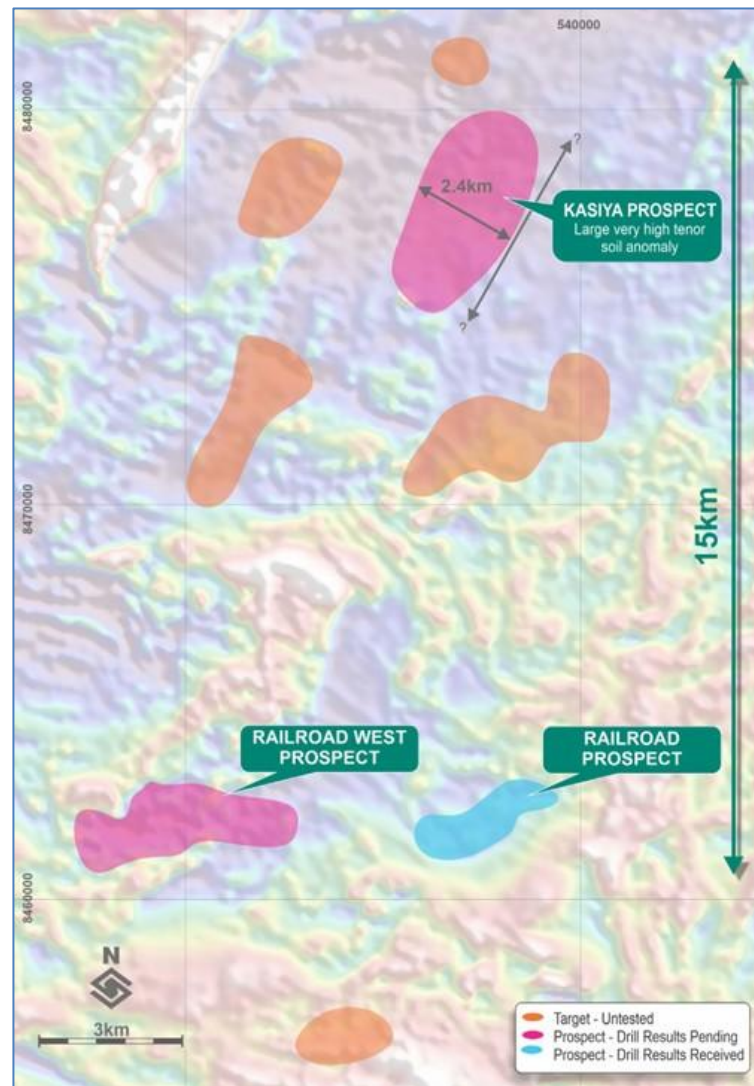 540000
8480000
?
2.4km
KASIYA PROSPECT
Large very high tenor
soil anomaly
?
8470000
15km
RAILROAD WEST
PROSPECT
RAILROAD
PROSPECT
8460000
N
3km
Target - Untested
Prospect - Drill Results Pending
Prospect - Drill Results Received